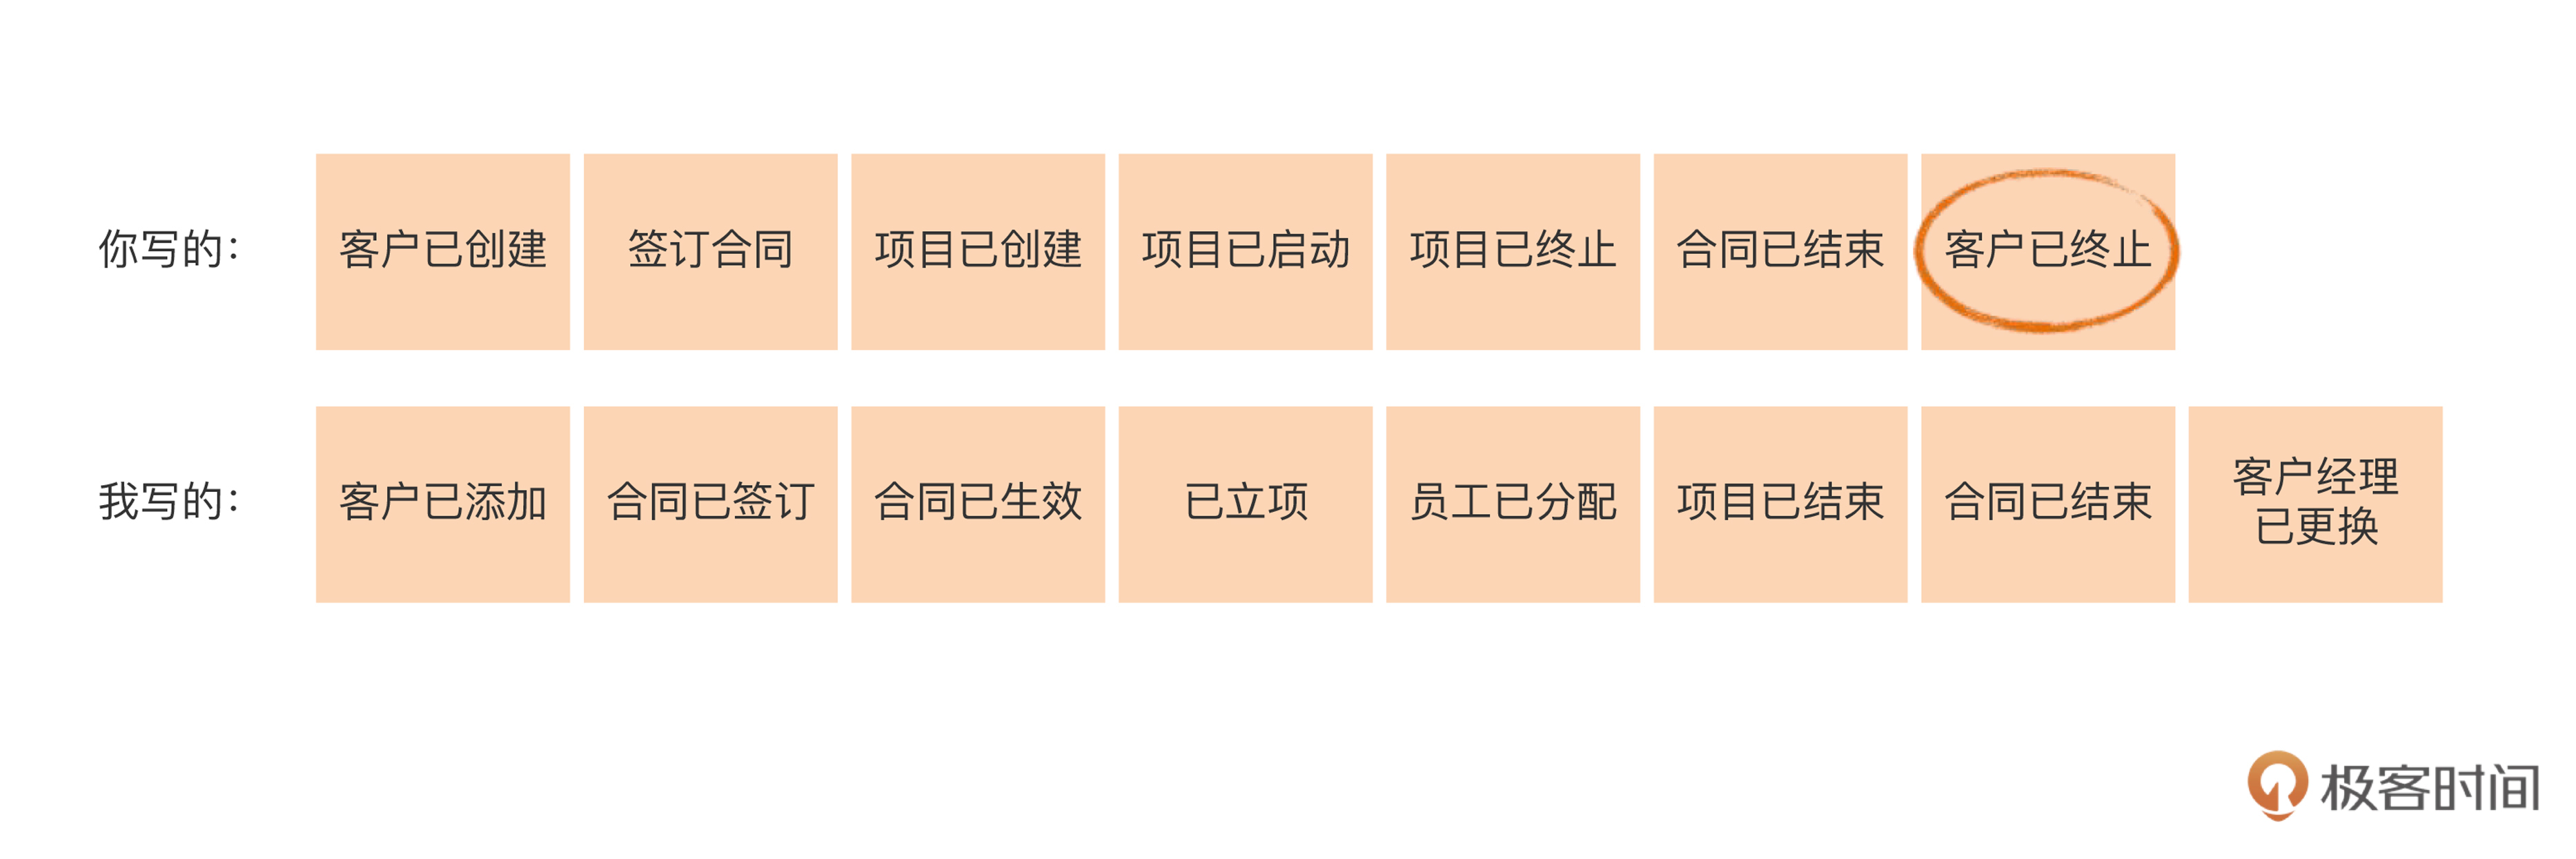 你写的： 客户已创建 签订合同 项目已创建 项目已启动 项目已终止 合同已结束 客户已终止
我写的： 客户已添加 合同已签订 合同已生效 已立项 员工已分配 项目已结束 合同已结束 客户经理
已更换
极客时间